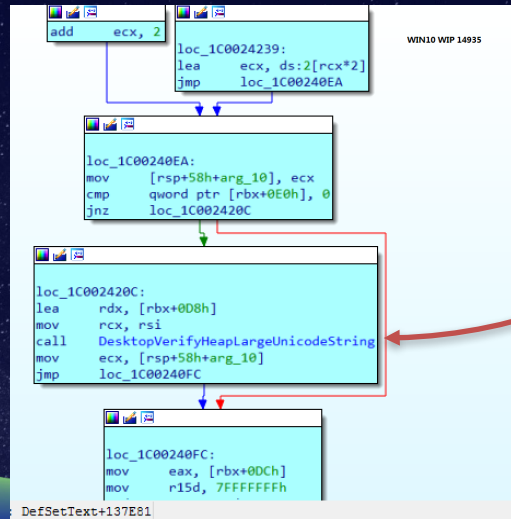 add     ecx, 2
loc_1C0024239:
lea     ecx, ds:2[rcx*2]
jmp     loc_1C00240EA
WIN10 WIP 14935
loc_1C00240EA:
mov     [rsp+58h+arg_10], ecx
cmp     qword ptr [rbx+0E0h], 0
jnz     loc_1C002420C
loc_1C002420C:
lea     rdx, [rbx+0D8h]
mov     rcx, rsi
call    DesktopVerifyHeapLargeUnicodeString
mov     ecx, [rsp+58h+arg_10]
jmp     loc_1C00240FC
loc_1C00240FC:
mov     eax, [rbx+0DCh]
mov     r15d, 7FFFFFFFh
: DefSetText+137E81